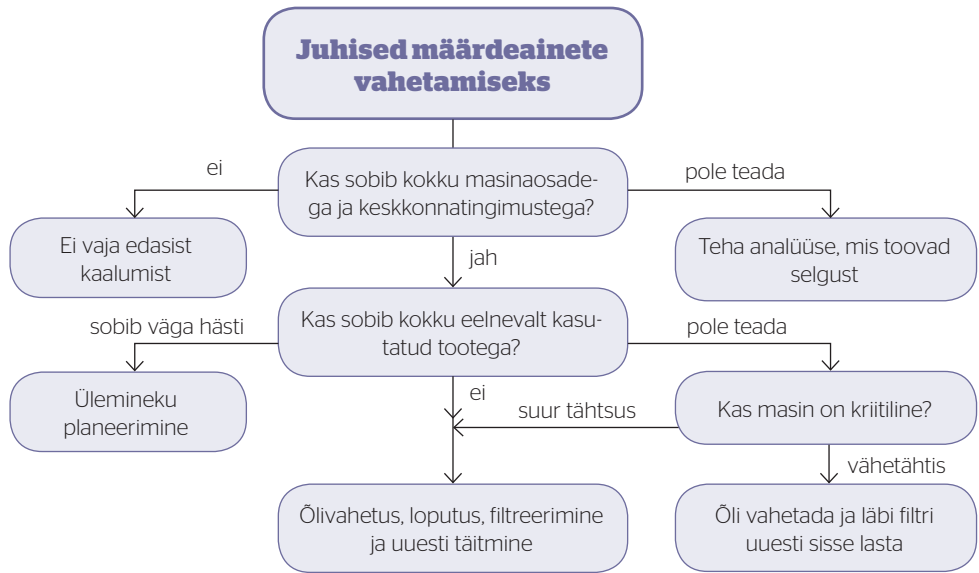 Juhised määrdeainete
vahetamiseks
ei
Kas sobib kokku masinaosade-
ga ja keskkonnatingimustega?
pole teada
Ei vaja edasist
kaalumist
jah
Teha analüüse, mis toovad
selgust
sobib väga hästi
Kas sobib kokku eelnevalt kasu-
tatud tootega?
pole teada
Ülemineku
planeerimine
ei
suur tähtsus
Kas masin on kriitiline?
vähetähtis
Õlivahetus, loputus, filtreerimine
ja uuesti täitmine
Õli vahetada ja läbi filtri
uuesti sisse lasta